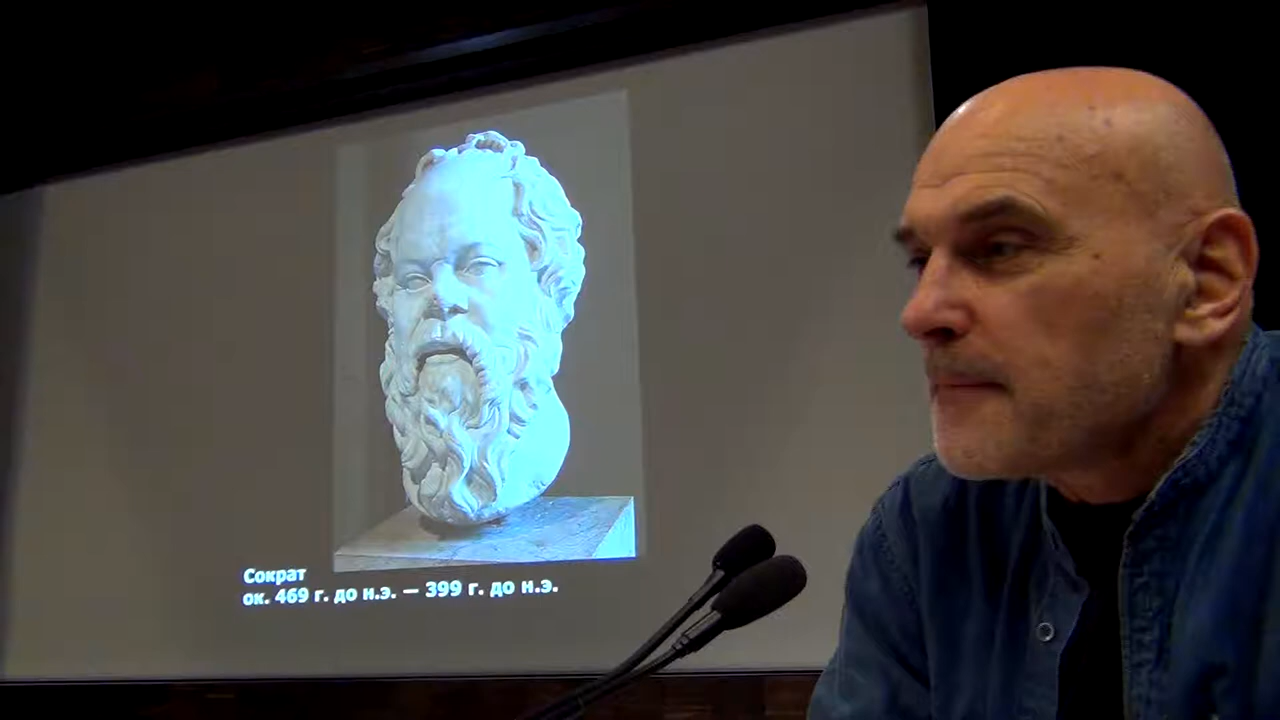 Сократ
ок. 469 г. до н.э. — 399 г. до н.э.